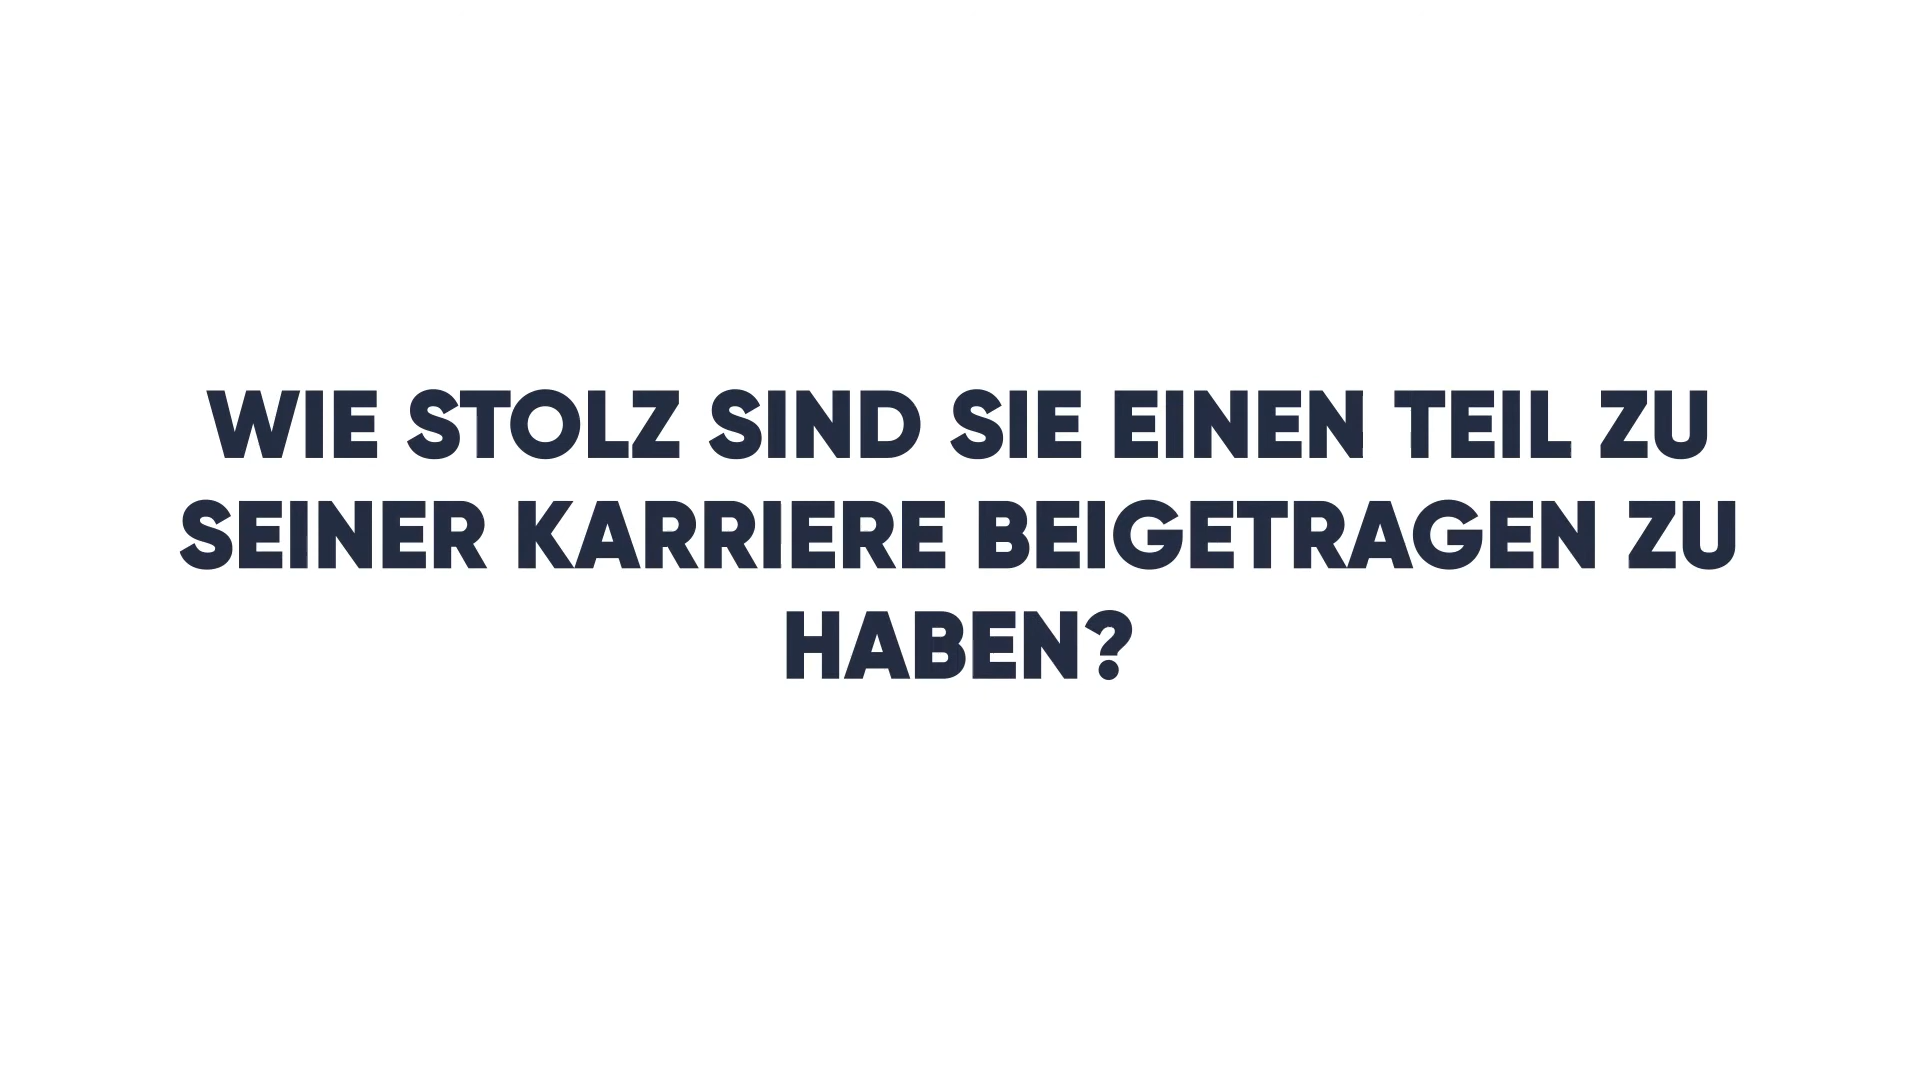 WIE STOLZ SIND SIE EINEN TEIL ZU
SEINER KARRIERE BEIGETRAGEN ZU
HABEN?